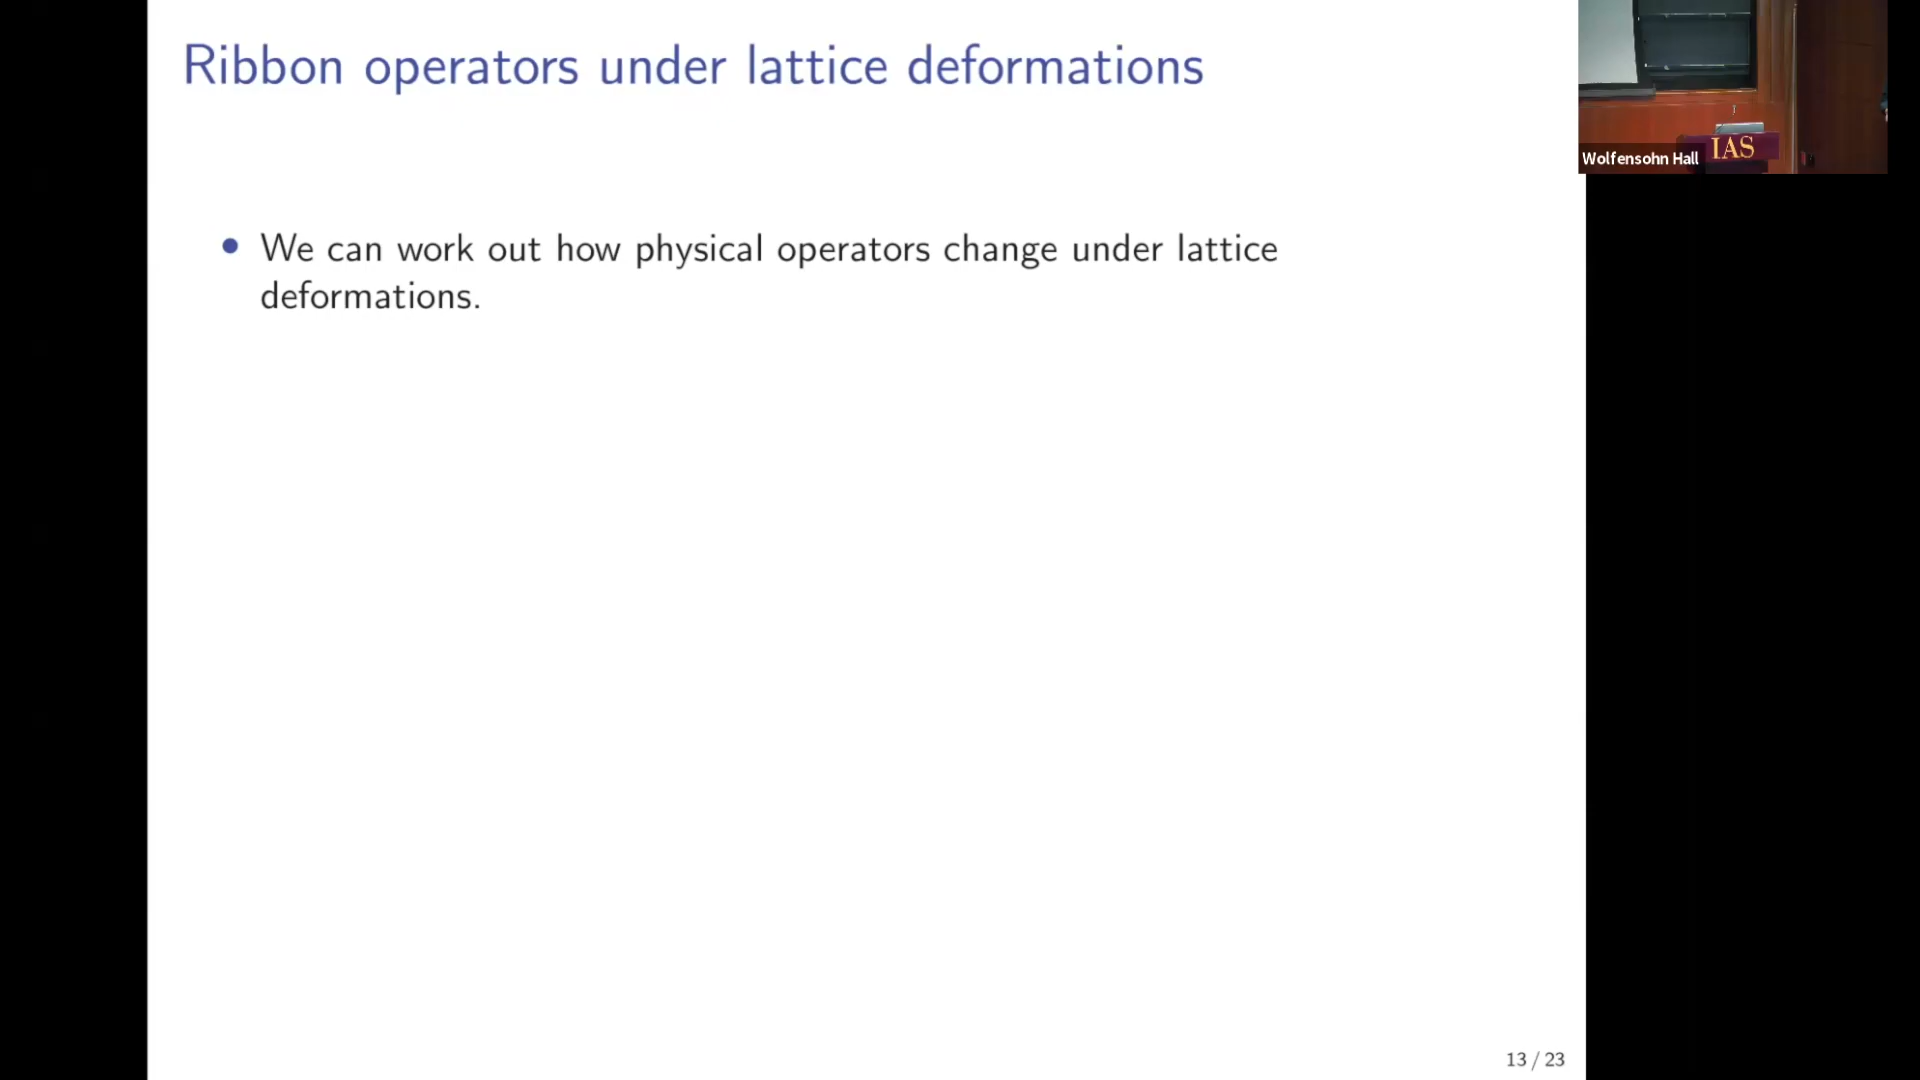 Ribbon operators under lattice deformations
Wolfensohn Hall
IAS
• We can work out how physical operators change under lattice
deformations.
13 / 23